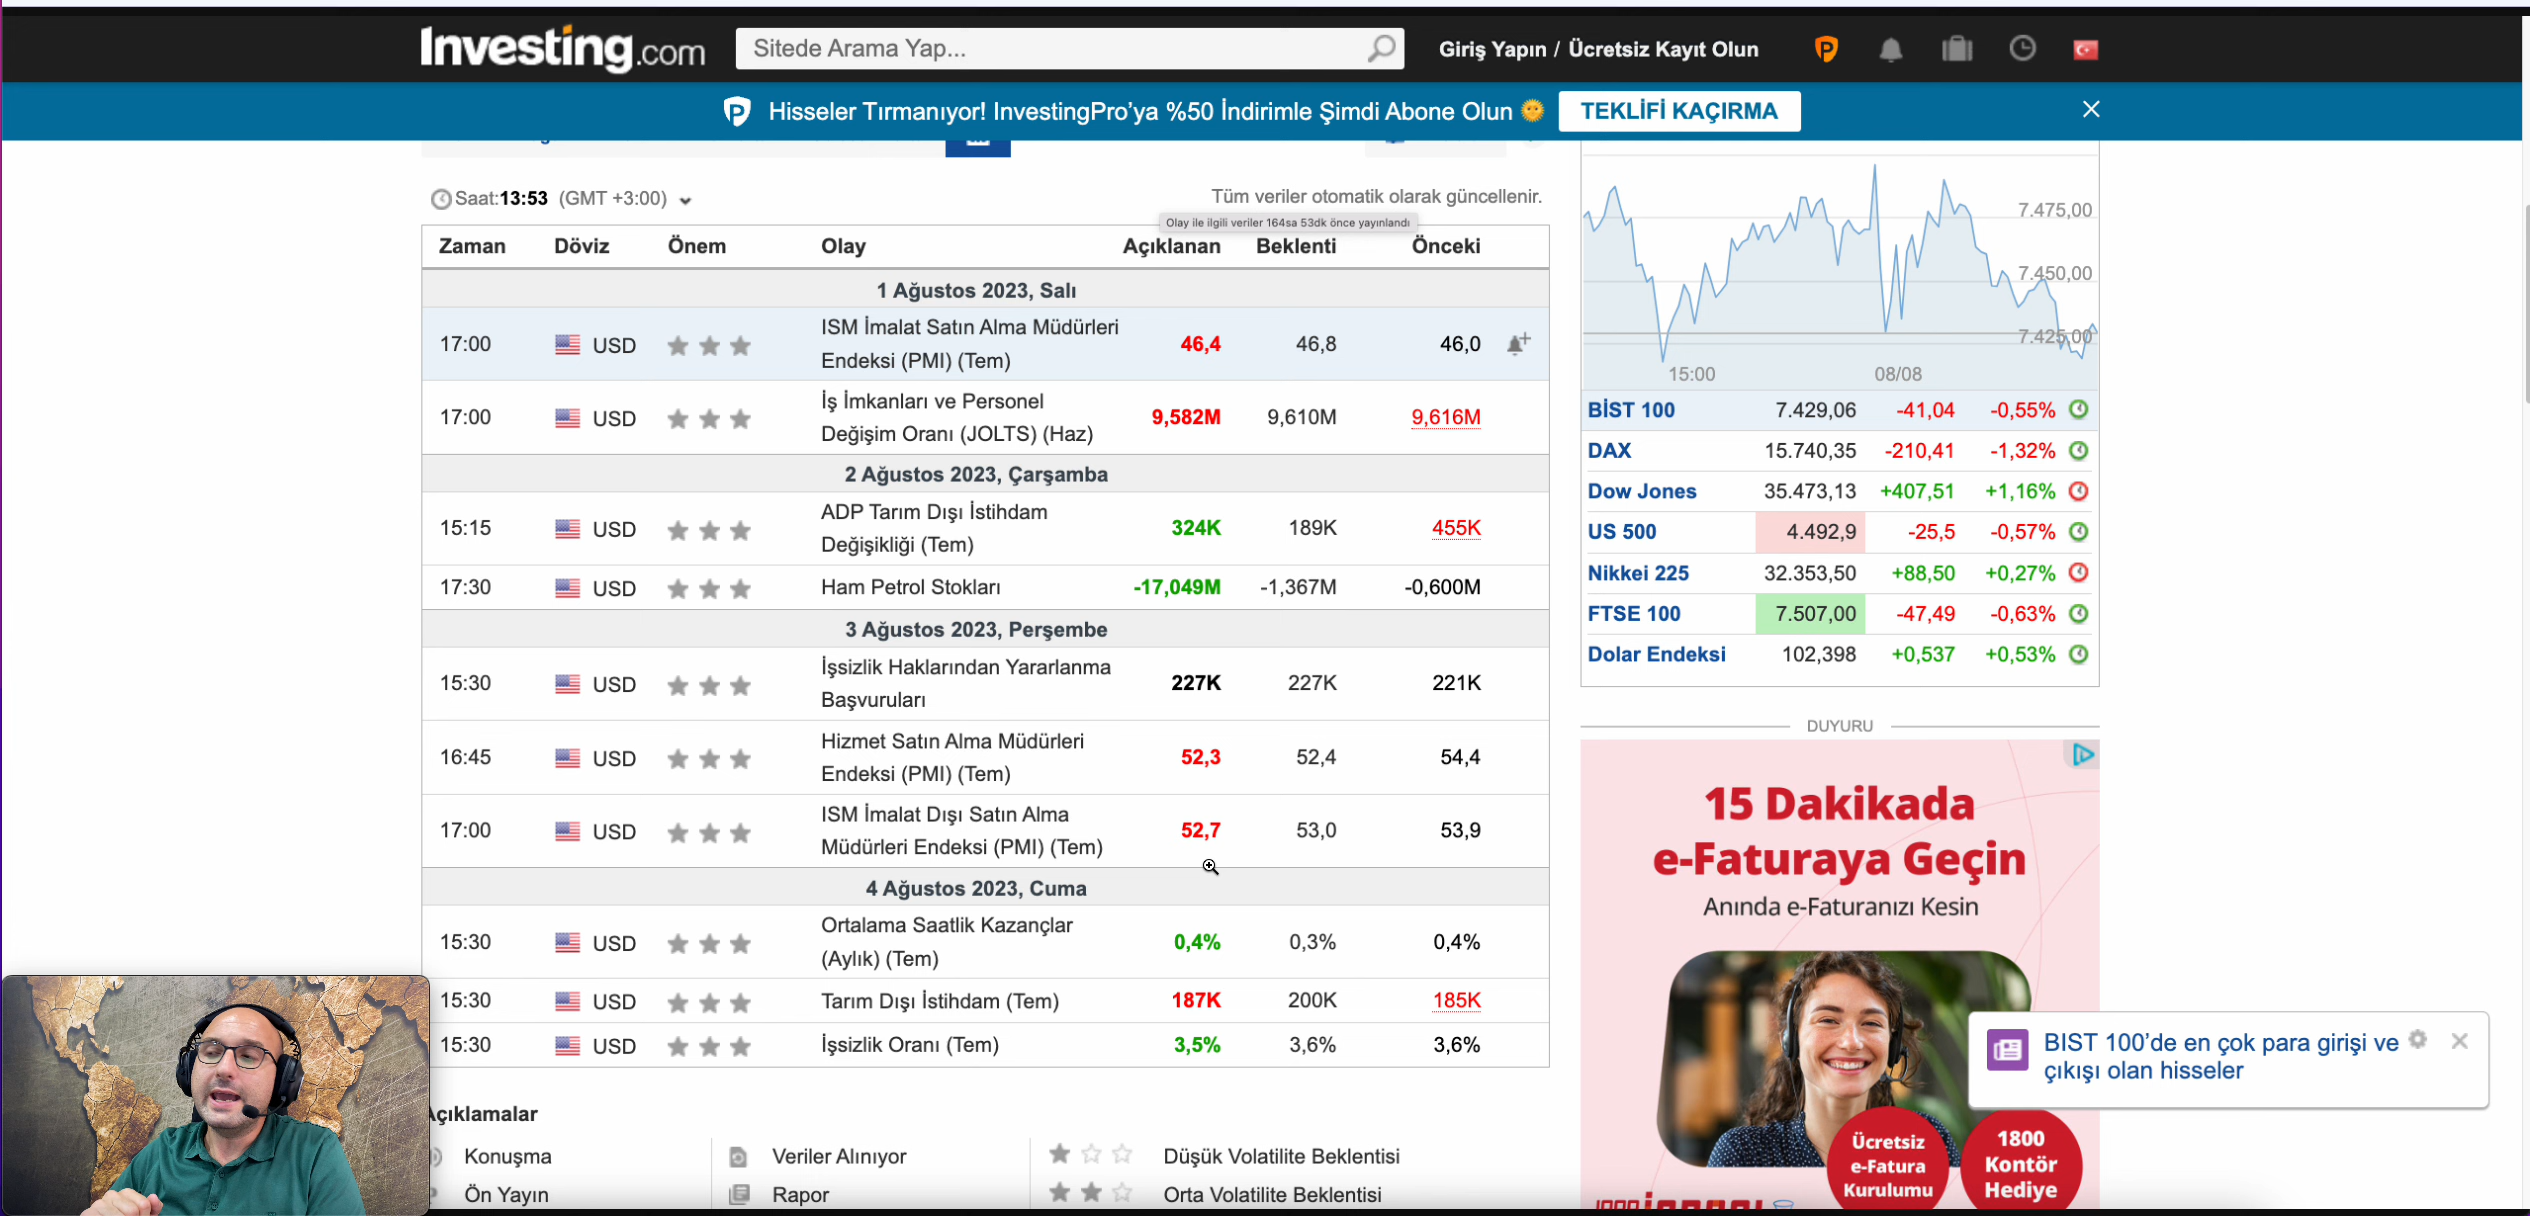 Investing.com
Sitede Arama Yap...
Giriş Yapın / Ücretsiz Kayıt Olun
Hisseler Tırmanıyor! InvestingPro'ya %50 İndirimle Şimdi Abone Olun
TEKLİFİ KAÇIRMA
Saat:13:53 (GMT +3:00)
Tüm veriler otomatik olarak güncellenir.
Olay ile ilgili veriler 164sa 53dk önce yayınlandı
Zaman Döviz Önem Olay Açıklanan Beklenti Önceki
1 Ağustos 2023, Salı
17:00 USD ISM İmalat Satın Alma Müdürleri Endeksi (PMI) (Tem) 46,4 46,8 46,0
17:00 USD İş İmkanları ve Personel Değişim Oranı (JOLTS) (Haz) 9,582M 9,610M 9,616M
2 Ağustos 2023, Çarşamba
15:15 USD ADP Tarım Dışı İstihdam Değişikliği (Tem) 324K 189K 455K
17:30 USD Ham Petrol Stokları -17,049M -1,367M -0,600M
3 Ağustos 2023, Perşembe
15:30 USD İşsizlik Haklarından Yararlanma Başvuruları 227K 227K 221K
16:45 USD Hizmet Satın Alma Müdürleri Endeksi (PMI) (Tem) 52,3 52,4 54,4
17:00 USD ISM İmalat Dışı Satın Alma Müdürleri Endeksi (PMI) (Tem) 52,7 53,0 53,9
4 Ağustos 2023, Cuma
15:30 USD Ortalama Saatlik Kazançlar (Aylık) (Tem) 0,4% 0,3% 0,4%
15:30 USD Tarım Dışı İstihdam (Tem) 187K 200K 185K
15:30 USD İşsizlik Oranı (Tem) 3,5% 3,6% 3,6%
Açıklamalar
Konuşma
Veriler Alınıyor
Düşük Volatilite Beklentisi
Ön Yayın
Rapor
Orta Volatilite Beklentisi
7.475,00
7.450,00
7.425,00
15:00 08/08
BİST 100 7.429,06 -41,04 -0,55%
DAX 15.740,35 -210,41 -1,32%
Dow Jones 35.473,13 +407,51 +1,16%
US 500 4.492,9 -25,5 -0,57%
Nikkei 225 32.353,50 +88,50 +0,27%
FTSE 100 7.507,00 -47,49 -0,63%
Dolar Endeksi 102,398 +0,537 +0,53%
DUYURU
15 Dakikada
e-Faturaya Geçin
Anında e-Faturanızı Kesin
BIST 100'de en çok para girişi ve
çıkışı olan hisseler
Ücretsiz
e-Fatura
Kurulumu
1800
Kontör
Hediye